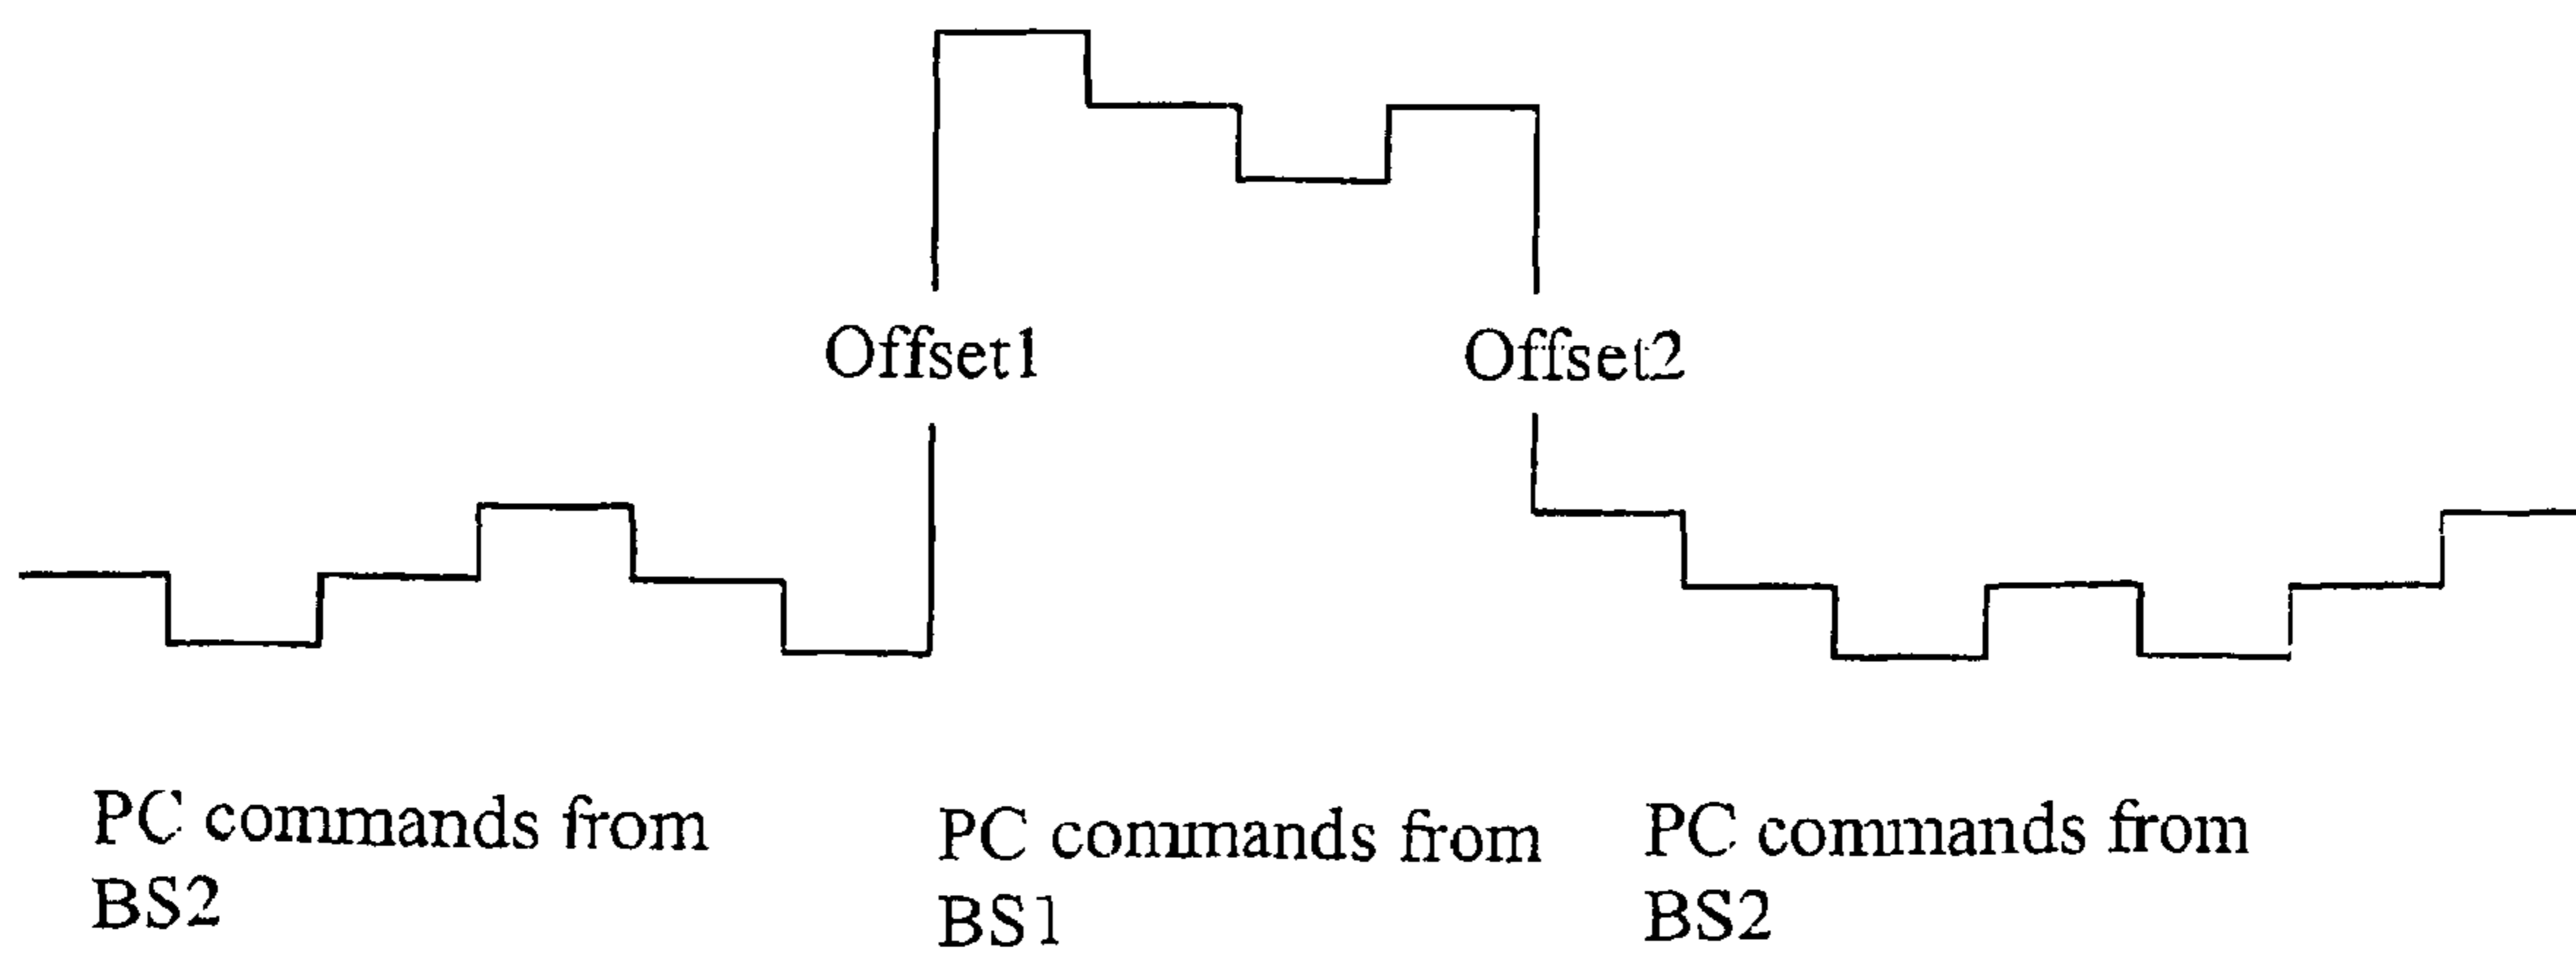 Offset1
Offset2
PC commands from
BS2
PC commands from
BS1
PC commands from
BS2